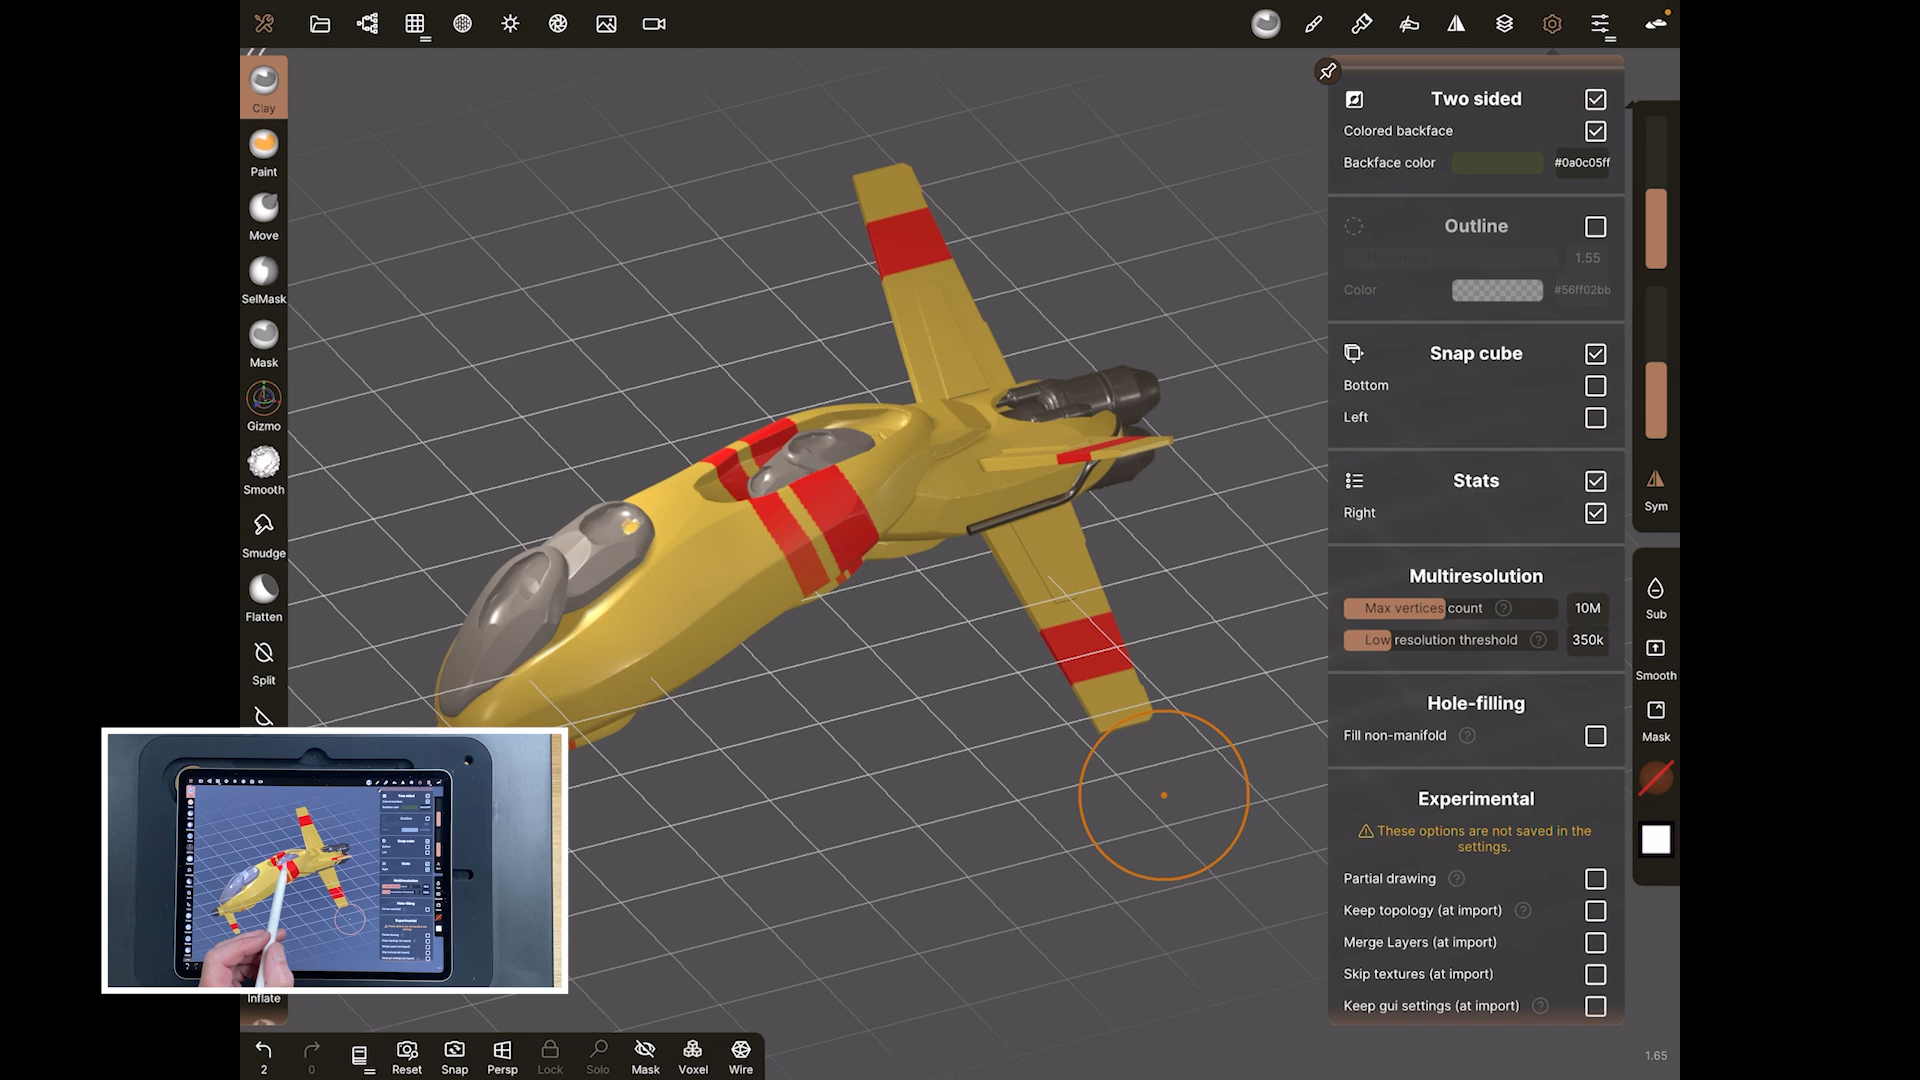 Clay
Paint
Move
SelMask
Mask
Gizmo
Smooth
Smudge
Flatten
Split
Inflate
Two sided
Colored backface
Backface color
#0a0c05ff
Outline
Thickness
1.55
Color
#56ff02bb
Snap cube
Bottom
Left
Stats
Right
Multiresolution
Max vertices count ? 10M
Low resolution threshold ? 350k
Hole-filling
Fill non-manifold ?
Experimental
These options are not saved in the
settings.
Partial drawing ?
Keep topology (at import) ?
Merge Layers (at import)
Skip textures (at import)
Keep gui settings (at import) ?
Sym
Sub
Smooth
Mask
2
0
Reset
Snap
Persp
Lock
Solo
Mask
Voxel
Wire
1.65